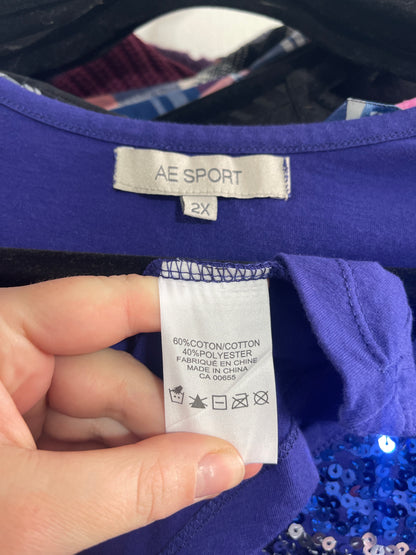 AE SPORT
2X
60%COTON/COTTON
40%POLYESTER
FABRIQUÉ EN CHINE
MADE IN CHINA
CA 00655